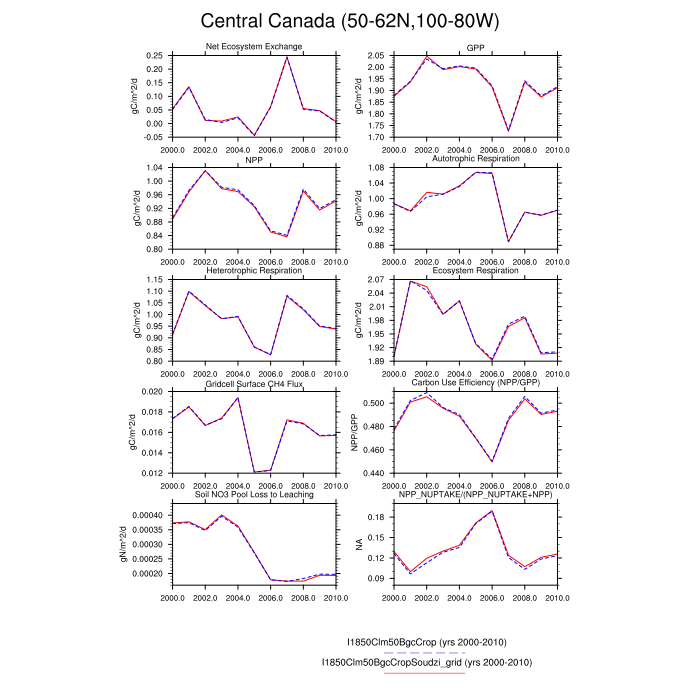 Central Canada (50-62N,100-80W)
Net Ecosystem Exchange
gC/m^2/d
0.25
0.20
0.15
0.10
0.05
0.00
-0.05
2000.0 2002.0 2004.0 2006.0 2008.0 2010.0
GPP
gC/m^2/d
2.05
2.00
1.95
1.90
1.85
1.80
1.75
1.70
2000.0 2002.0 2004.0 2006.0 2008.0 2010.0
NPP
gC/m^2/d
1.04
1.00
0.96
0.92
0.88
0.84
0.80
2000.0 2002.0 2004.0 2006.0 2008.0 2010.0
Autotrophic Respiration
gC/m^2/d
1.08
1.04
1.00
0.96
0.92
0.88
2000.0 2002.0 2004.0 2006.0 2008.0 2010.0
Heterotrophic Respiration
gC/m^2/d
1.15
1.10
1.05
1.00
0.95
0.90
0.85
0.80
2000.0 2002.0 2004.0 2006.0 2008.0 2010.0
Ecosystem Respiration
gC/m^2/d
2.07
2.04
2.01
1.98
1.95
1.92
1.89
2000.0 2002.0 2004.0 2006.0 2008.0 2010.0
Gridcell Surface CH4 Flux
gC/m^2/d
0.020
0.018
0.016
0.014
0.012
2000.0 2002.0 2004.0 2006.0 2008.0 2010.0
Carbon Use Efficiency (NPP/GPP)
NPP/GPP
0.500
0.480
0.460
0.440
2000.0 2002.0 2004.0 2006.0 2008.0 2010.0
Soil NO3 Pool Loss to Leaching
gN/m^2/d
0.00040
0.00035
0.00030
0.00025
0.00020
2000.0 2002.0 2004.0 2006.0 2008.0 2010.0
NPP_NUPTAKE/(NPP_NUPTAKE+NPP)
NA
0.18
0.15
0.12
0.09
2000.0 2002.0 2004.0 2006.0 2008.0 2010.0
I1850Clm50BgcCrop (yrs 2000-2010)
I1850Clm50BgcCropSoudzi_grid (yrs 2000-2010)